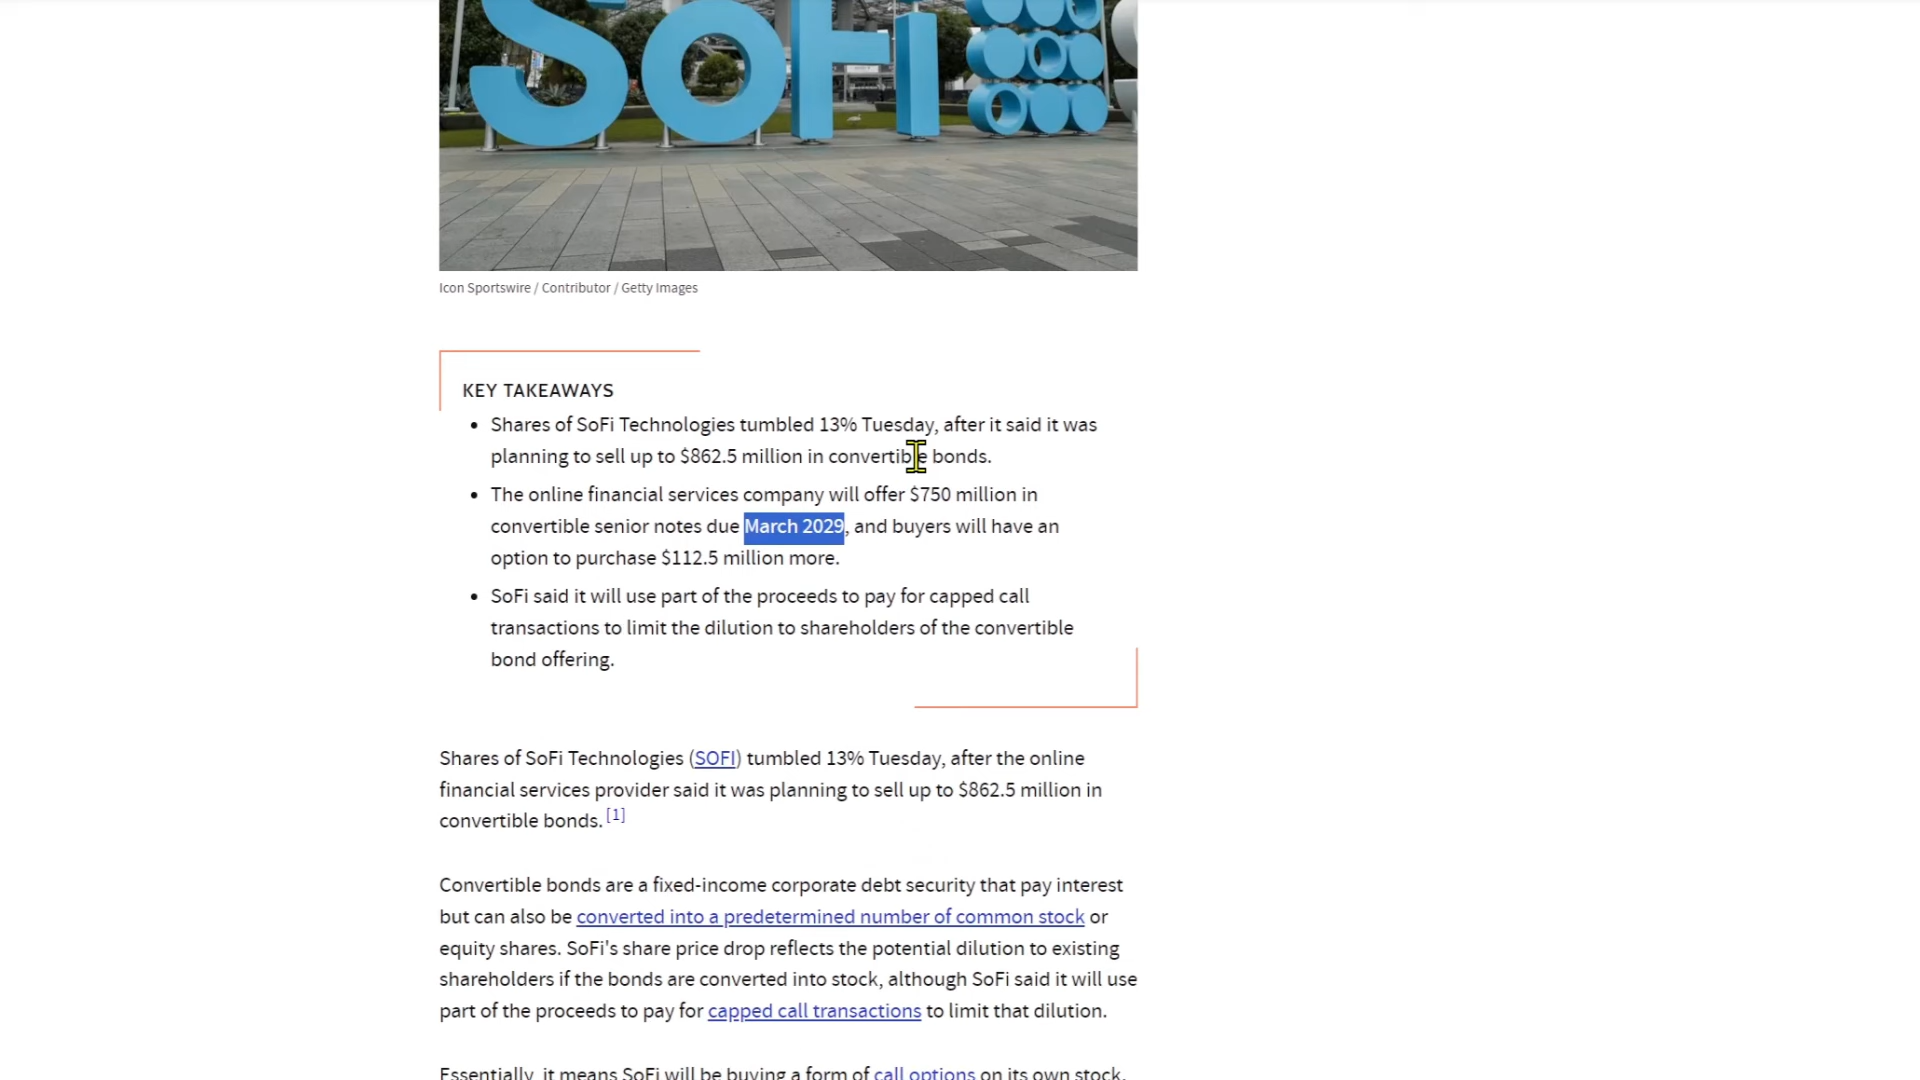 SoFi
Icon Sportswire / Contributor / Getty Images
KEY TAKEAWAYS
• Shares of SoFi Technologies tumbled 13% Tuesday, after it said it was
planning to sell up to $862.5 million in convertible bonds.
• The online financial services company will offer $750 million in
convertible senior notes due March 2029, and buyers will have an
option to purchase $112.5 million more.
• SoFi said it will use part of the proceeds to pay for capped call
transactions to limit the dilution to shareholders of the convertible
bond offering.
Shares of SoFi Technologies (SOFI) tumbled 13% Tuesday, after the online
financial services provider said it was planning to sell up to $862.5 million in
convertible bonds. [1]
Convertible bonds are a fixed-income corporate debt security that pay interest
but can also be converted into a predetermined number of common stock or
equity shares. SoFi's share price drop reflects the potential dilution to existing
shareholders if the bonds are converted into stock, although SoFi said it will use
part of the proceeds to pay for capped call transactions to limit that dilution.
Essentially, it means SoFi will be buying a form of call options on its own stock,